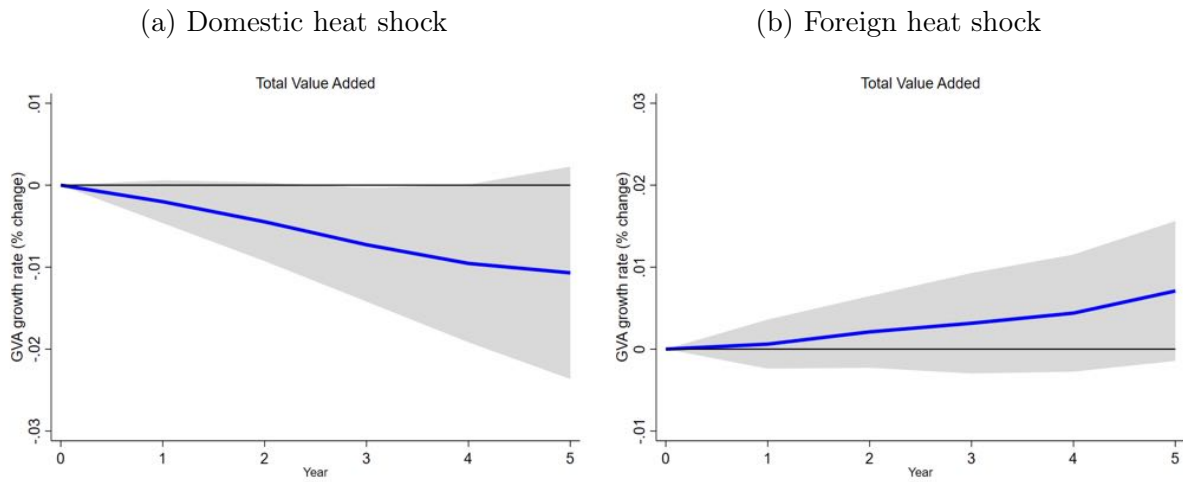 (a) Domestic heat shock
Total Value Added
GVA growth rate (% change)
.01
0
-.01
-.02
-.03
0 1 2 3 4 5
Year
(b) Foreign heat shock
Total Value Added
GVA growth rate (% change)
.03
.02
.01
0
-.01
0 1 2 3 4 5
Year